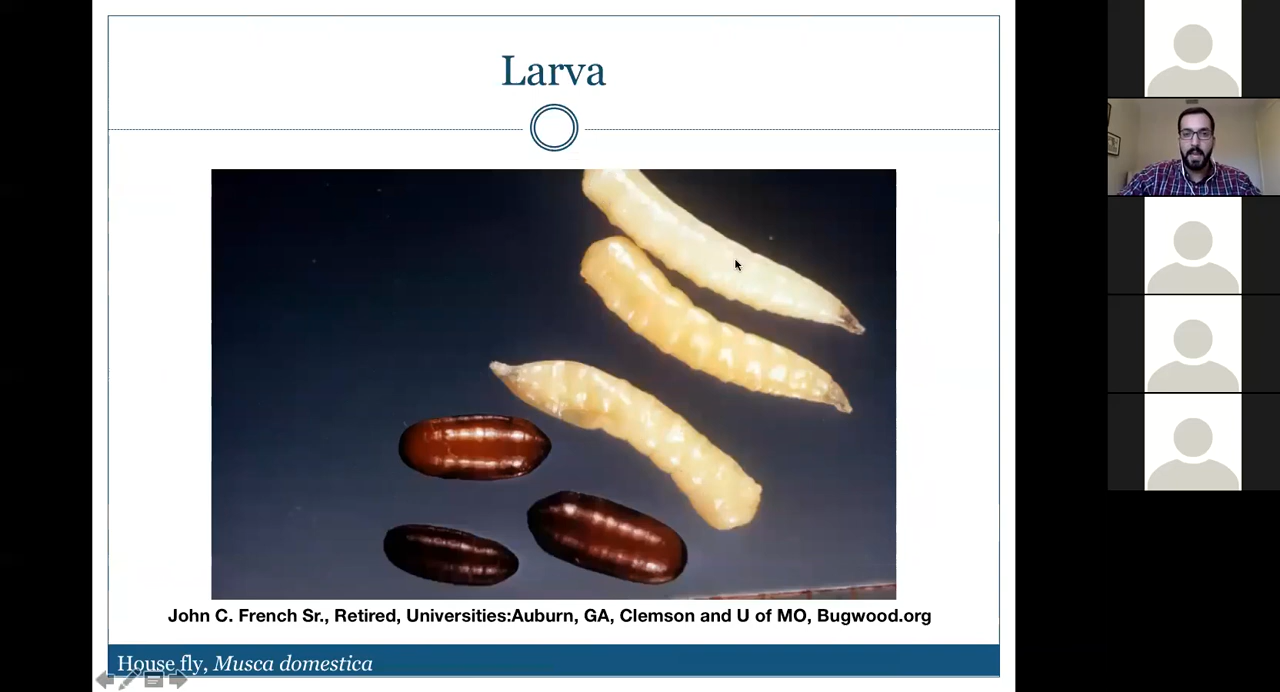 Larva
John C. French Sr., Retired, Universities:Auburn, GA, Clemson and U of MO, Bugwood.org
House fly, Musca domestica